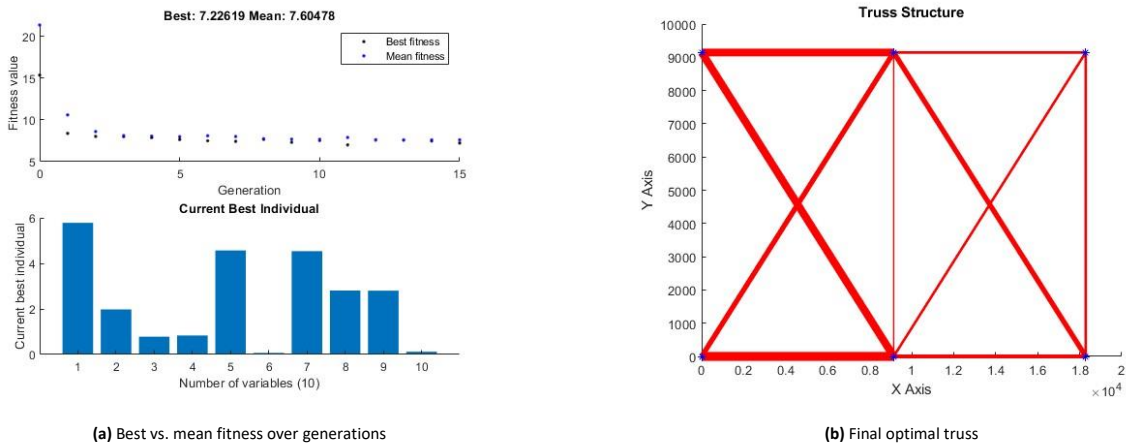 Best: 7.22619 Mean: 7.60478
Fitness value
20
15
10
5
Best fitness
Mean fitness
0 5 10 15
Generation
Current Best Individual
Current best individual
6
4
2
0
1 2 3 4 5 6 7 8 9 10
Number of variables (10)
(a) Best vs. mean fitness over generations
Truss Structure
Y Axis
10000
9000
8000
7000
6000
5000
4000
3000
2000
1000
0
0 0.2 0.4 0.6 0.8 1 1.2 1.4 1.6 1.8 2
X Axis
× 10⁴
(b) Final optimal truss